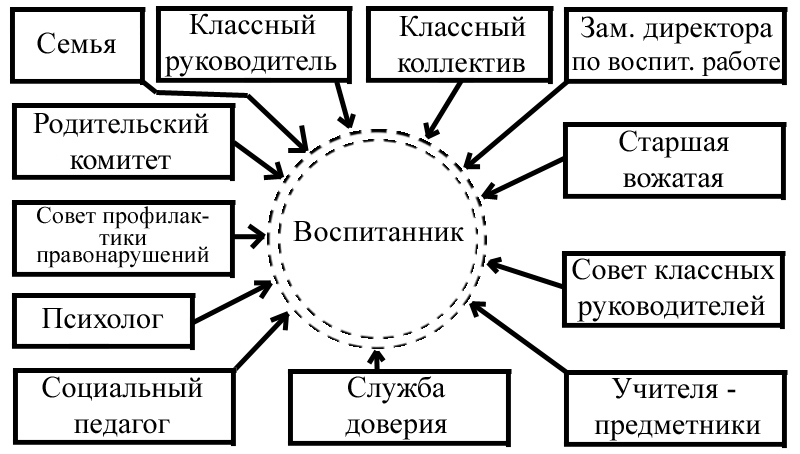 Семья
Классный
руководитель
Классный
коллектив
Зам. директора
по воспит. работе
Родительский
комитет
Старшая
вожатая
Совет профилак-
тики
правонарушений
Воспитанник
Совет классных
руководителей
Психолог
Социальный
педагог
Служба
доверия
Учителя -
предметники